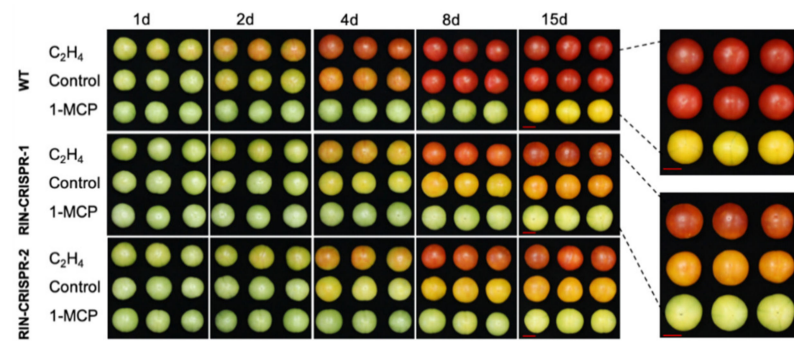 1d 2d 4d 8d 15d
WT
C₂H₄
Control
1-MCP
RIN-CRISPR-1
C₂H₄
Control
1-MCP
RIN-CRISPR-2
C₂H₄
Control
1-MCP